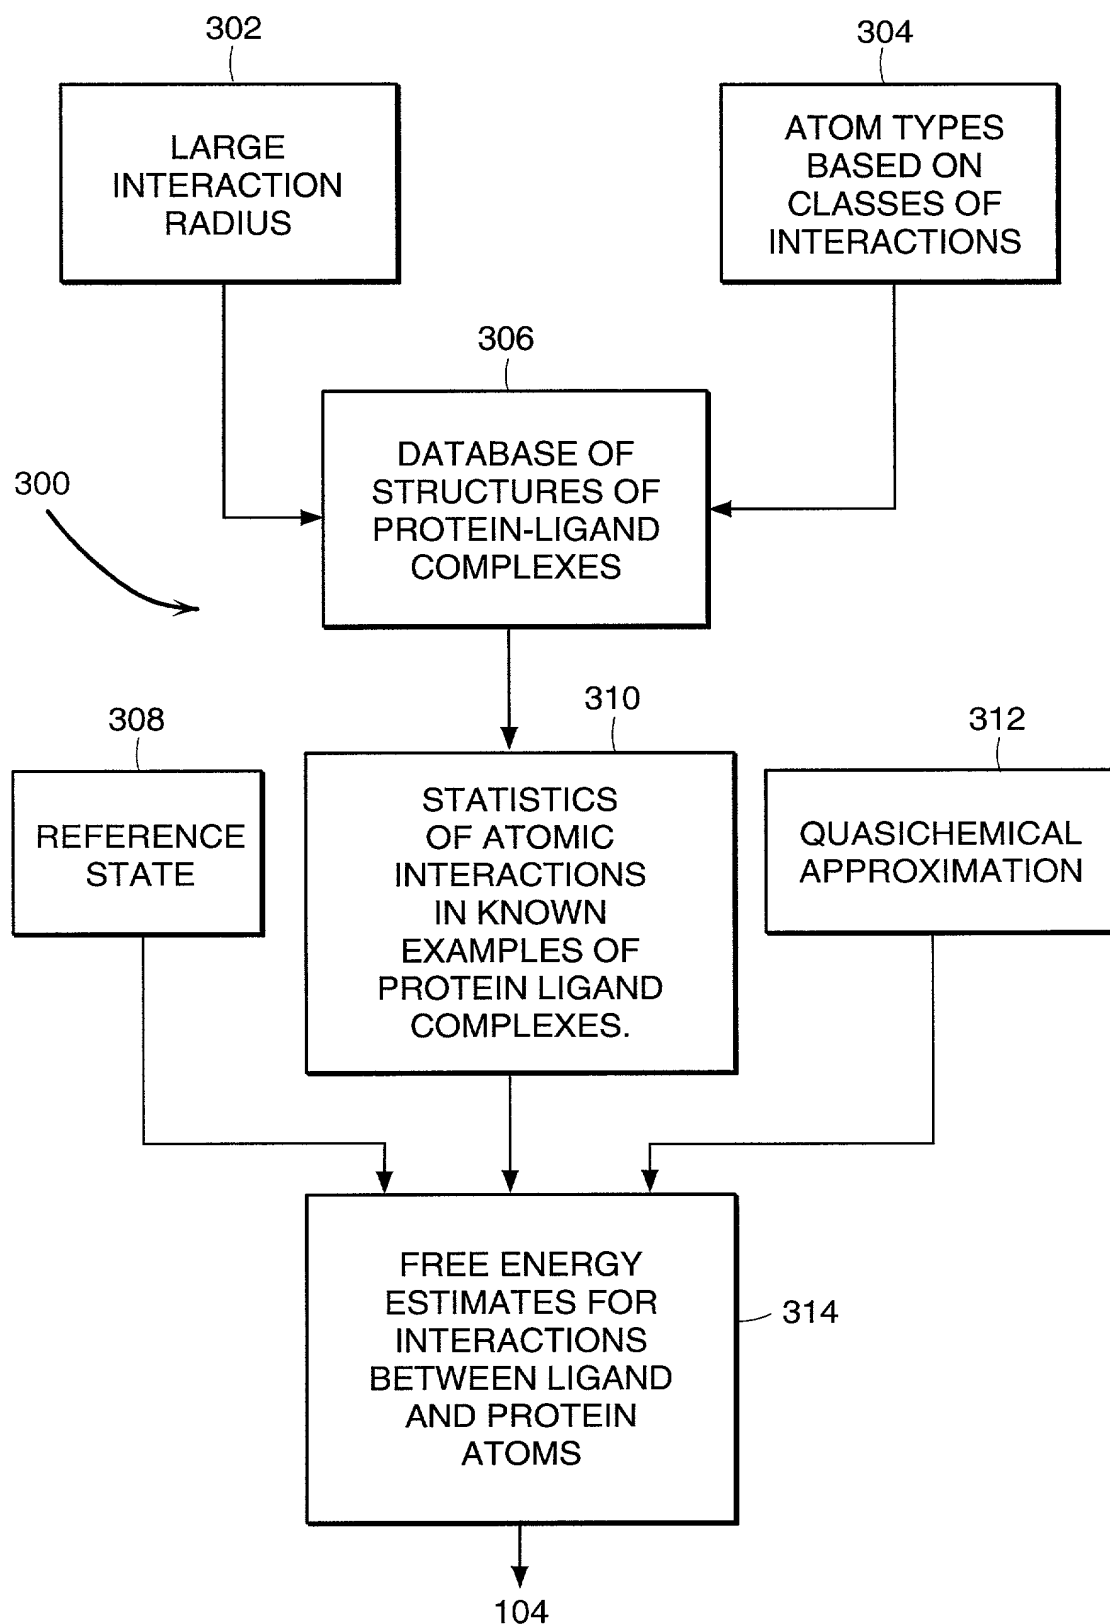 302
304
LARGE
INTERACTION
RADIUS
ATOM TYPES
BASED ON
CLASSES OF
INTERACTIONS
306
DATABASE OF
STRUCTURES OF
PROTEIN-LIGAND
COMPLEXES
300
310
308
312
REFERENCE
STATE
STATISTICS
OF ATOMIC
INTERACTIONS
IN KNOWN
EXAMPLES OF
PROTEIN LIGAND
COMPLEXES.
QUASICHEMICAL
APPROXIMATION
FREE ENERGY
ESTIMATES FOR
INTERACTIONS
BETWEEN LIGAND
AND PROTEIN
ATOMS
314
104